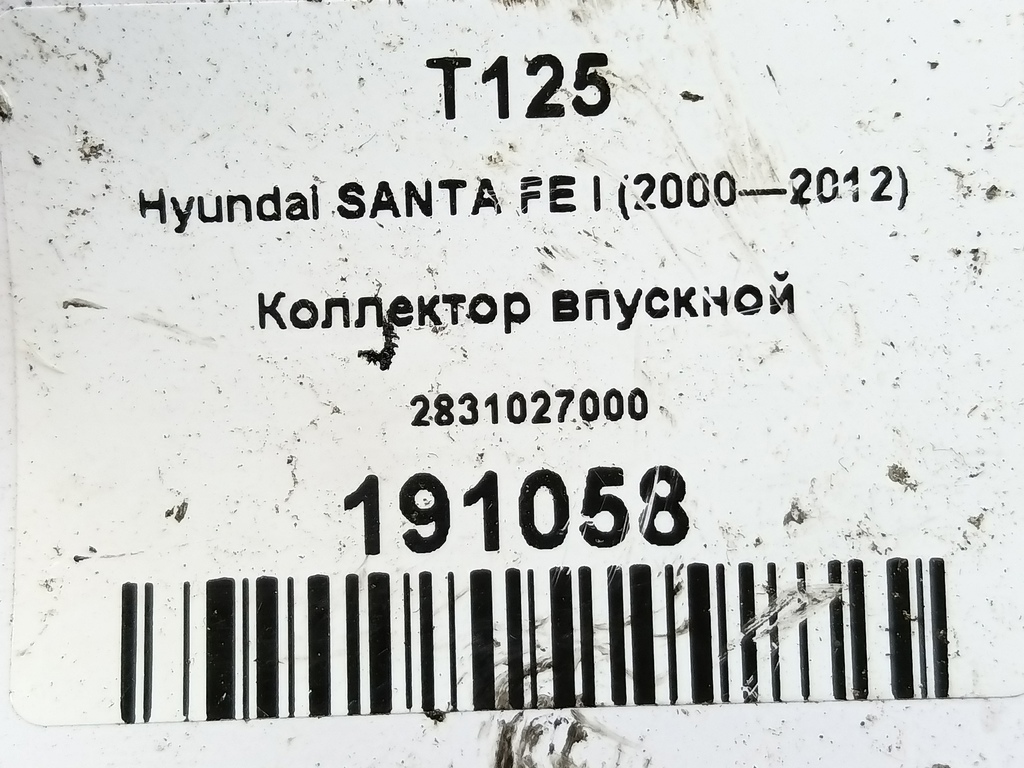 T125
Hyundai SANTA FE I (2000—2012)
Коллектор впускной
2831027000
191058